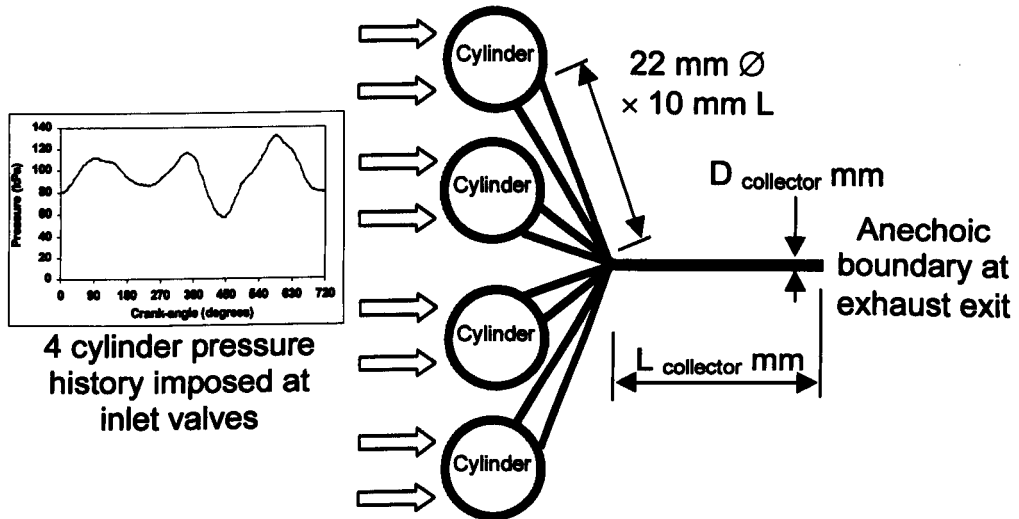 Pressure (kPa)
140
120
100
80
60
40
20
0
0 90 180 270 360 450 540 630 720
Crank-angle (degrees)
4 cylinder pressure
history imposed at
inlet valves
Cylinder
Cylinder
Cylinder
Cylinder
22 mm Ø
× 10 mm L
D collector mm
Anechoic
boundary at
exhaust exit
L collector mm